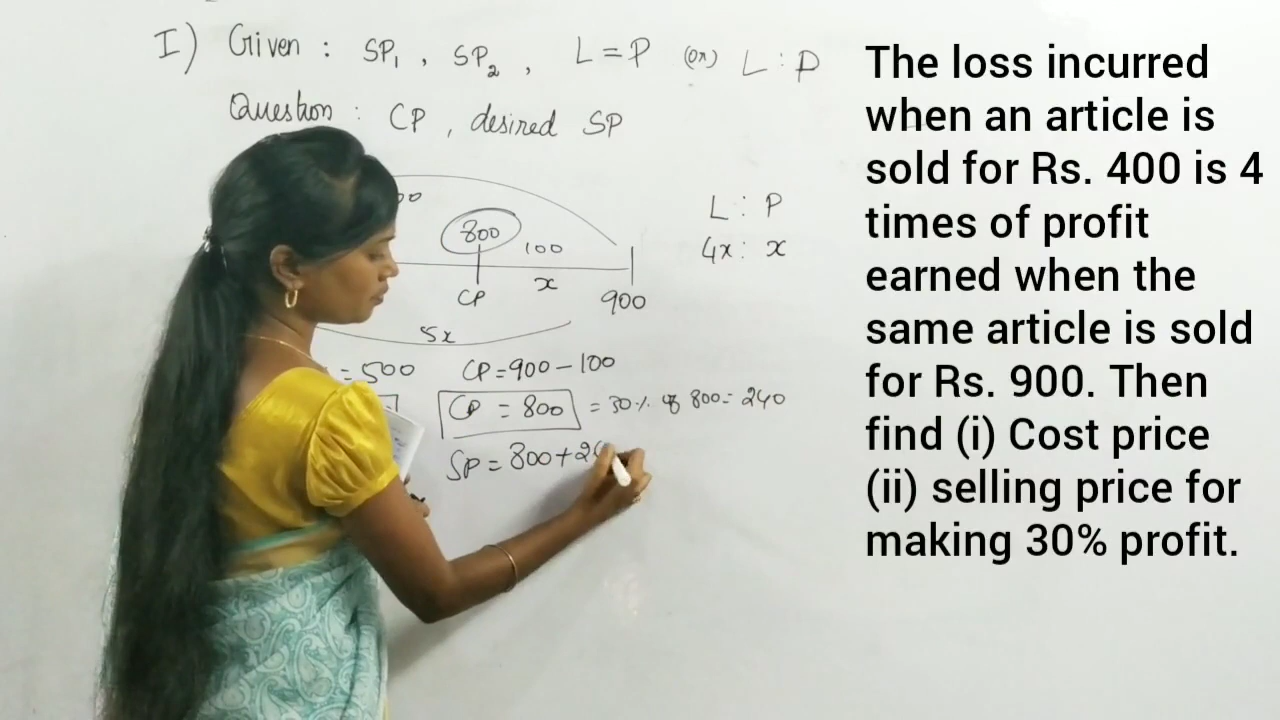 I) Given : SP1 , SP2 , L = P (or) L : P
Question : CP , desired SP
00
800
100
L : P
4x : x
CP
x
900
5x
= 500
CP = 900 – 100
CP = 800 = 30% of 800 = 240
SP = 800 + 2
The loss incurred
when an article is
sold for Rs. 400 is 4
times of profit
earned when the
same article is sold
for Rs. 900. Then
find (i) Cost price
(ii) selling price for
making 30% profit.